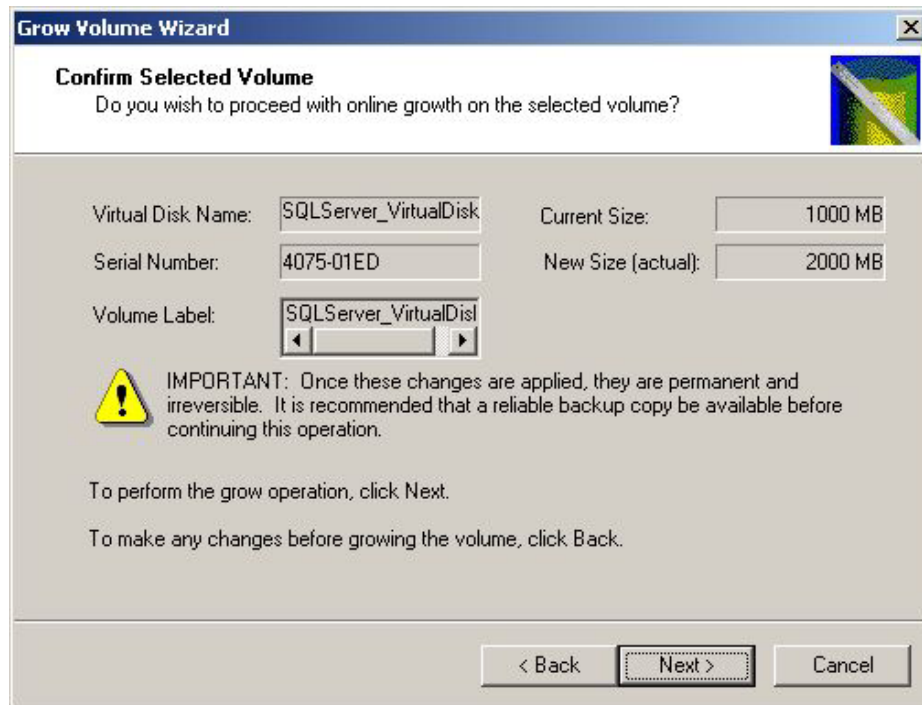 Grow Volume Wizard
Confirm Selected Volume
Do you wish to proceed with online growth on the selected volume?
Virtual Disk Name: SQLServer_VirtualDisk Current Size: 1000 MB
Serial Number: 4075-01ED New Size (actual): 2000 MB
Volume Label: SQLServer_VirtualDisl
IMPORTANT: Once these changes are applied, they are permanent and
irreversible. It is recommended that a reliable backup copy be available before
continuing this operation.
To perform the grow operation, click Next.
To make any changes before growing the volume, click Back.
< Back Next > Cancel